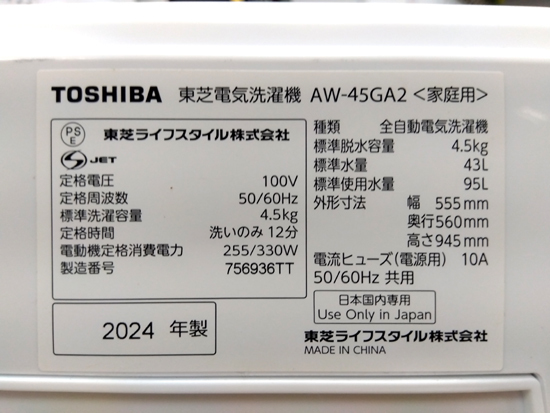 TOSHIBA 東芝電気洗濯機 AW-45GA2 <家庭用>
PS
E
東芝ライフスタイル株式会社
S JET
定格電圧 100V
定格周波数 50/60Hz
標準洗濯容量 4.5kg
定格時間 洗いのみ 12分
電動機定格消費電力 255/330W
製造番号 756936TT
2024 年製
種類 全自動電気洗濯機
標準脱水容量 4.5kg
標準水量 43L
標準使用水量 95L
外形寸法 幅 555mm
奥行560mm
高さ945mm
電流ヒューズ(電源用) 10A
50/60Hz 共用
日本国内専用
Use Only in Japan
東芝ライフスタイル株式会社
MADE IN CHINA